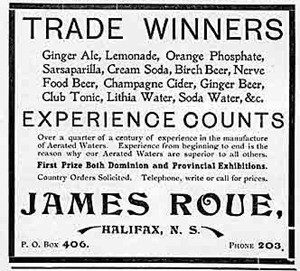 TRADE WINNERS
Ginger Ale, Lemonade, Orange Phosphate,
Sarsaparilla, Cream Soda, Birch Beer, Nerve
Food Beer, Champagne Cider, Ginger Beer,
Club Tonic, Lithia Water, Soda Water, &c.
EXPERIENCE COUNTS
Over a quarter of a century of experience in the manufacture
of Aerated Waters. Experience from beginning to end is the
reason why our Aerated Waters are superior to all others.
First Prize Both Dominion and Provincial Exhibitions.
Country Orders Solicited. Telephone, write or call for prices.
JAMES ROUE,
HALIFAX, N. S.
P. O. Box 406. PHONE 203.